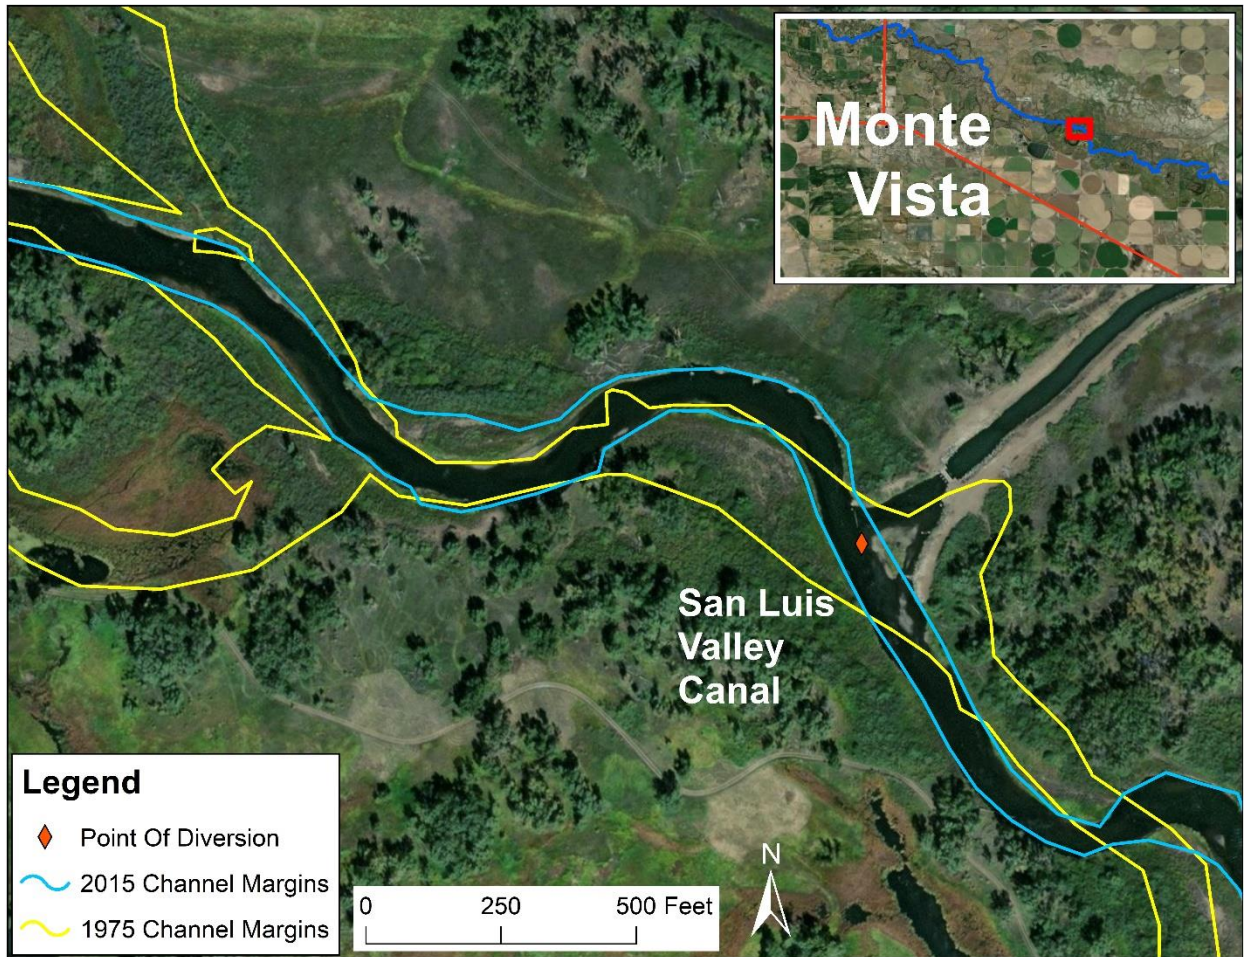 Monte
Vista
San Luis
Valley
Canal
Legend
Point Of Diversion
2015 Channel Margins
1975 Channel Margins
0 250 500 Feet
N